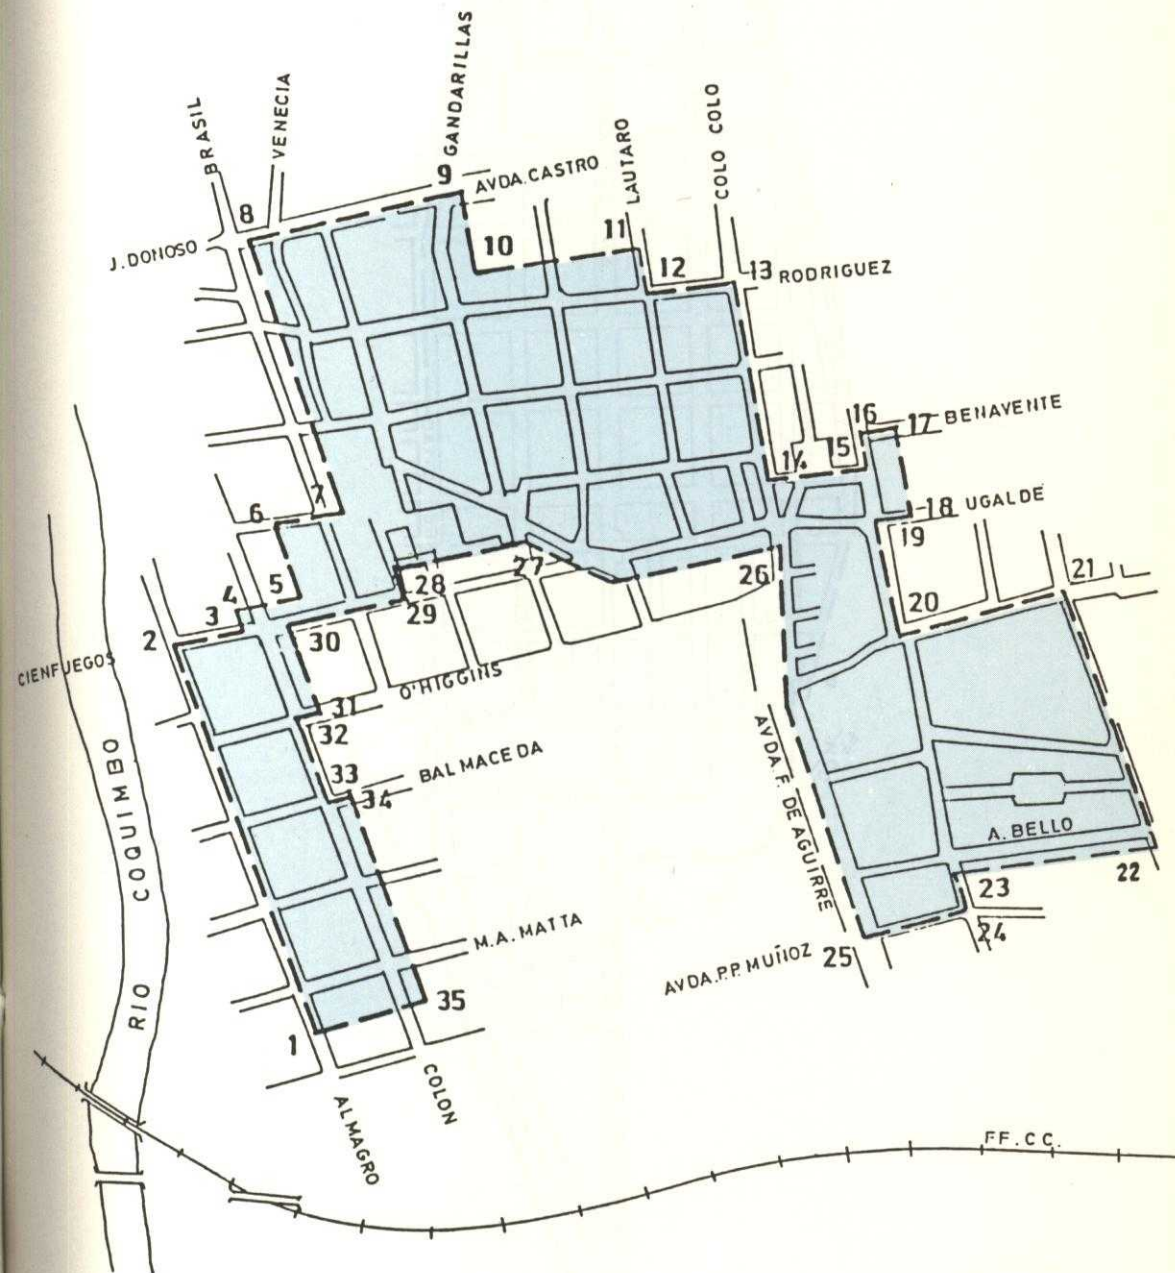 BRASIL
VENECIA
GANDARILLAS
LAUTARO
COLO COLO
9
AVDA. CASTRO
8
J. DONOSO
10
11
12
13
RODRIGUEZ
16
17
BENAVENTE
15
14
7
6
18
UGALDE
19
5
4
3
2
28
29
27
26
20
21
30
CIENFUEGOS
O'HIGGINS
31
32
33
34
BALMACEDA
RIO COQUIMBO
AVDA. F. DE AGUIRRE
A. BELLO
22
23
24
25
AVDA. P.P. MUÑOZ
M.A. MATTA
35
1
COLON
ALMAGRO
FF. CC.